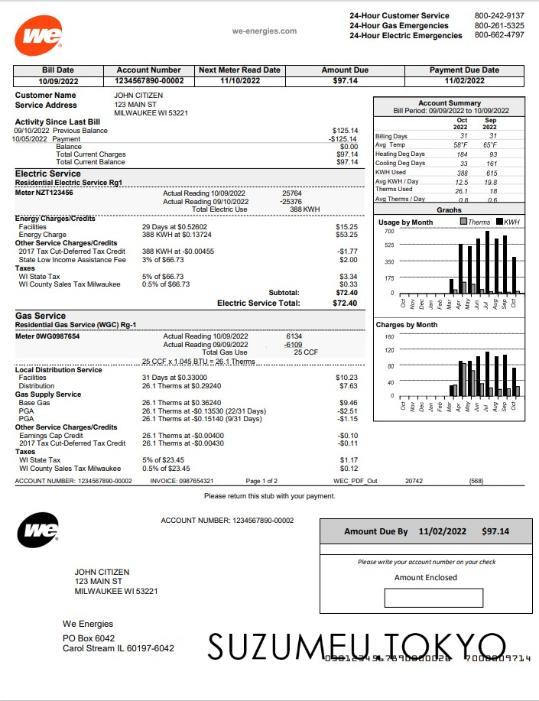 we
we-energies.com
24-Hour Customer Service 800-242-9137
24-Hour Gas Emergencies 800-261-5325
24-Hour Electric Emergencies 800-662-4797
Bill Date Account Number Next Meter Read Date Amount Due Payment Due Date
10/09/2022 1234567890-00002 11/10/2022 $97.14 11/02/2022
Customer Name JOHN CITIZEN
Service Address 123 MAIN ST
MILWAUKEE WI 53221
Activity Since Last Bill
09/10/2022 Previous Balance $125.14
10/05/2022 Payment -$125.14
Balance $0.00
Total Current Charges $97.14
Total Current Balance $97.14
Electric Service
Residential Electric Service Rg1
Meter NZT123456 Actual Reading 10/09/2022 25764
Actual Reading 09/10/2022 -25376
Total Electric Use 388 KWH
Energy Charges/Credits
Facilities 29 Days at $0.52602 $15.25
Energy Charge 388 KWH at $0.13724 $53.25
Other Service Charges/Credits
2017 Tax Cut-Deferred Tax Credit 388 KWH at -$0.00455 -$1.77
State Low Income Assistance Fee 3% of $66.73 $2.00
Taxes
WI State Tax 5% of $66.73 $3.34
WI County Sales Tax Milwaukee 0.5% of $66.73 $0.33
Subtotal: $72.40
Electric Service Total: $72.40
Gas Service
Residential Gas Service (WGC) Rg-1
Meter 0WG0987654 Actual Reading 10/09/2022 6134
Actual Reading 09/09/2022 -6109
Total Gas Use 25 CCF
25 CCF x 1.045 BTU = 26.1 Therms
Local Distribution Service
Facilities 31 Days at $0.33000 $10.23
Distribution 26.1 Therms at $0.29240 $7.63
Gas Supply Service
Base Gas 26.1 Therms at $0.36240 $9.46
PGA 26.1 Therms at -$0.13530 (22/31 Days) -$2.51
PGA 26.1 Therms at -$0.15140 (9/31 Days) -$1.15
Other Service Charges/Credits
Earnings Cap Credit 26.1 Therms at -$0.00400 -$0.10
2017 Tax Cut-Deferred Tax Credit 26.1 Therms at -$0.00430 -$0.11
Taxes
WI State Tax 5% of $23.45 $1.17
WI County Sales Tax Milwaukee 0.5% of $23.45 $0.12
Account Summary
Bill Period: 09/09/2022 to 10/09/2022
Oct Sep
2022 2022
Billing Days 31 31
Avg Temp 58°F 65°F
Heating Deg Days 184 93
Cooling Deg Days 33 161
KWH Used 388 615
Avg KWH / Day 12.5 19.8
Therms Used 26.1 18
Avg Therms / Day 0.8 0.6
Graphs
Usage by Month Therms KWH
700
525
350
175
0
Oct Nov Dec Jan Feb Mar Apr May Jun Jul Aug Sep Oct
Charges by Month
160
120
80
40
0
Oct Nov Dec Jan Feb Mar Apr May Jun Jul Aug Sep Oct
ACCOUNT NUMBER: 1234567890-00002 INVOICE: 0987654321 Page 1 of 2 WEC_PDF_Out 20742 (568)
Please return this stub with your payment.
we
ACCOUNT NUMBER: 1234567890-00002
Amount Due By 11/02/2022 $97.14
Please write your account number on your check
Amount Enclosed
JOHN CITIZEN
123 MAIN ST
MILWAUKEE WI 53221
We Energies
PO Box 6042
Carol Stream IL 60197-6042
SUZUMEU.TOKYO